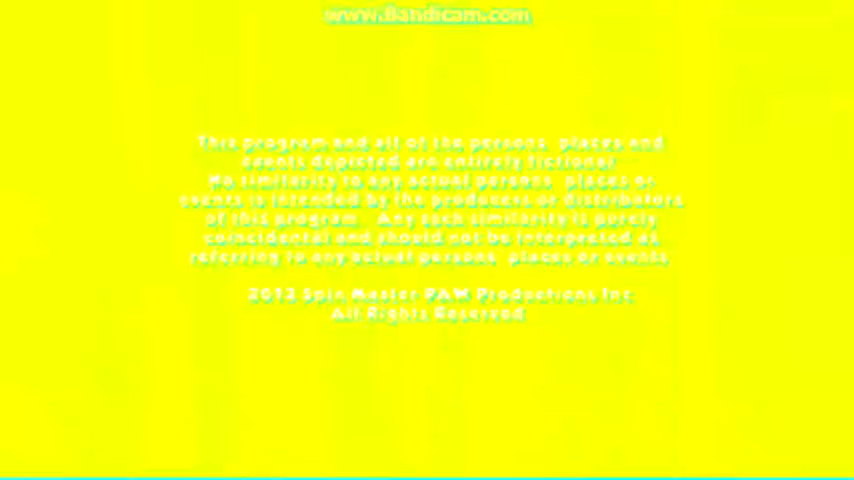 www.Bandicam.com
This program and all of the persons, places and
events depicted are entirely fictional.
No similarity to any actual persons, places or
events is intended by the producers or distributors
of this program. Any such similarity is purely
coincidental and should not be interpreted as
referring to any actual persons, places or events.
2012 Spin Master PAW Productions Inc.
All Rights Reserved